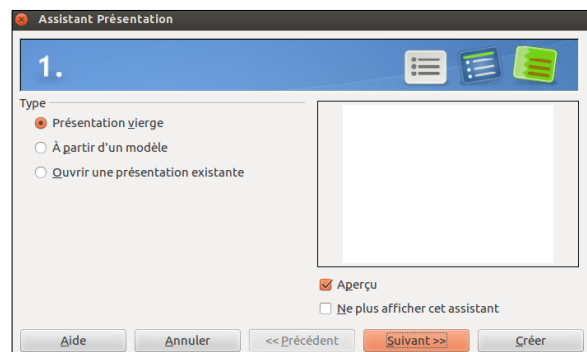 Assistant Présentation
1.
Type
Présentation vierge
À partir d'un modèle
Ouvrir une présentation existante
Aperçu
Ne plus afficher cet assistant
Aide
Annuler
<< Précédent
Suivant >>
Créer